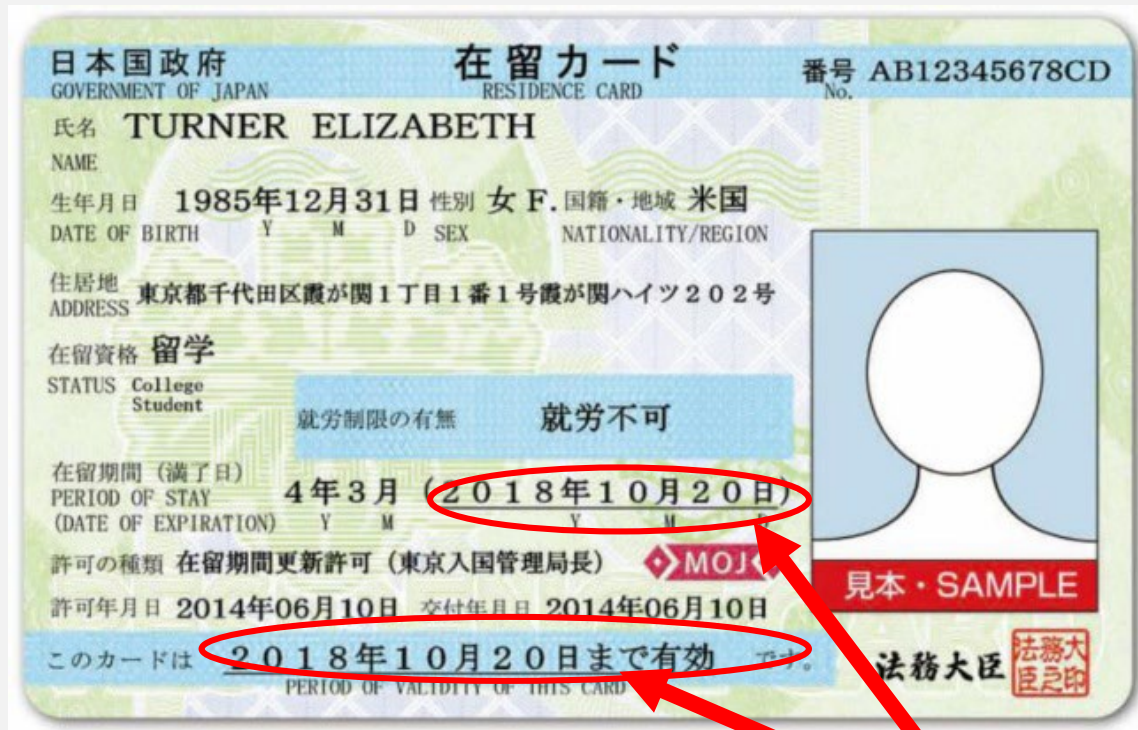 日本国政府 在留カード 番号 AB12345678CD
GOVERNMENT OF JAPAN RESIDENCE CARD No.
氏名 TURNER ELIZABETH
NAME
生年月日 1985年12月31日 性別 女 F. 国籍・地域 米国
DATE OF BIRTH Y M D SEX NATIONALITY/REGION
住居地 東京都千代田区霞が関1丁目1番1号霞が関ハイツ202号
ADDRESS
在留資格 留学
STATUS College
Student
就労制限の有無 就労不可
在留期間(満了日) 4年3月(2018年10月20日)
PERIOD OF STAY
(DATE OF EXPIRATION) Y M Y M D
許可の種類 在留期間更新許可(東京入国管理局長) MOJ
見本・SAMPLE
許可年月日 2014年06月10日 交付年月日 2014年06月10日
このカードは 2018年10月20日まで有効 です。
PERIOD OF VALIDITY OF THIS CARD
法務大臣 法務大臣之印